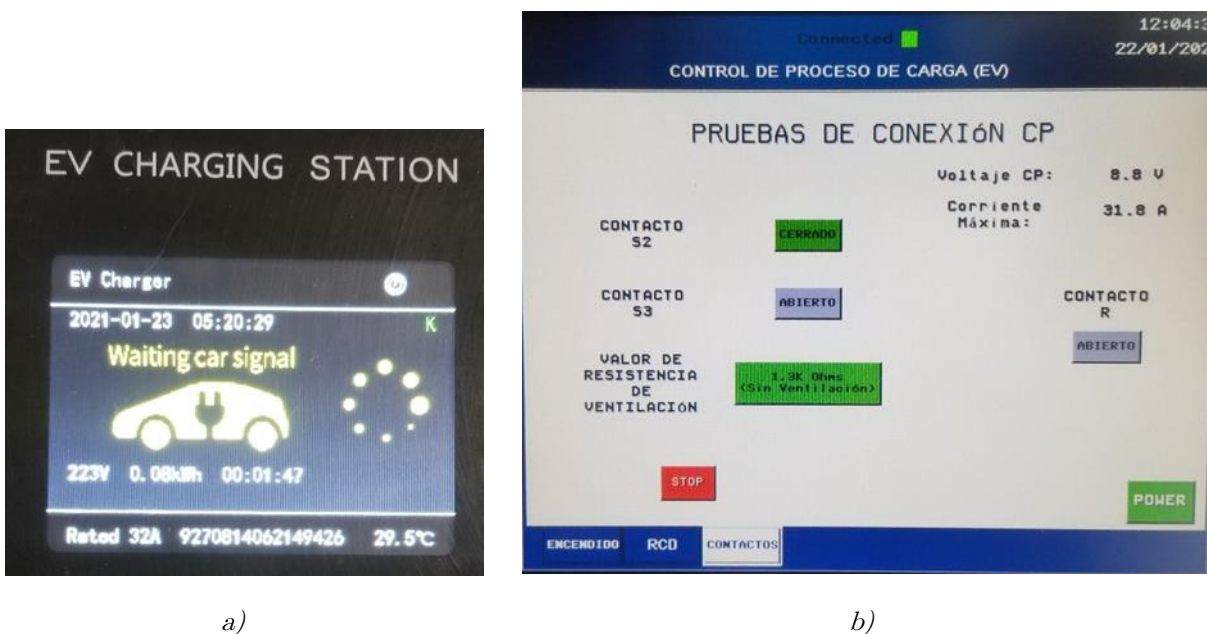 EV CHARGING STATION
EV Charger
2021-01-23 05:20:29 K
Waiting car signal
223V 0.08kWh 00:01:47
Rated 32A 9270814062149426 29.5℃
a)
Connected
12:04:3
22/01/202
CONTROL DE PROCESO DE CARGA (EV)
PRUEBAS DE CONEXIóN CP
Voltaje CP: 8.8 V
Corriente
Máxima: 31.8 A
CONTACTO
S2
CERRADO
CONTACTO
S3
ABIERTO
CONTACTO
R
ABIERTO
VALOR DE
RESISTENCIA
DE
VENTILACIÓN
1.3K Ohms
(Sin Ventilación)
STOP
POWER
ENCENDIDO RCD CONTACTOS
b)